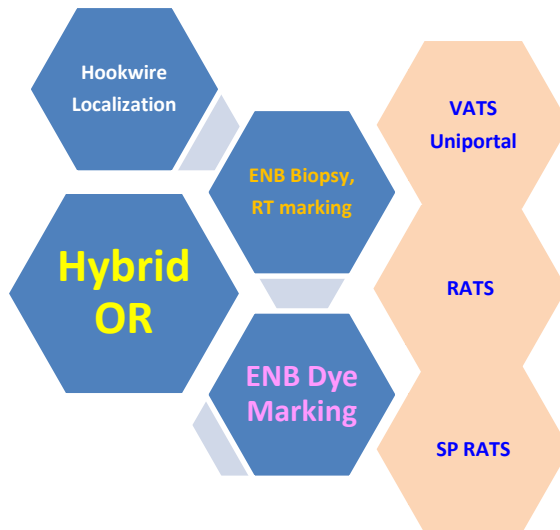 Hookwire
Localization
VATS
Uniportal
ENB Biopsy,
RT marking
Hybrid
OR
RATS
ENB Dye
Marking
SP RATS